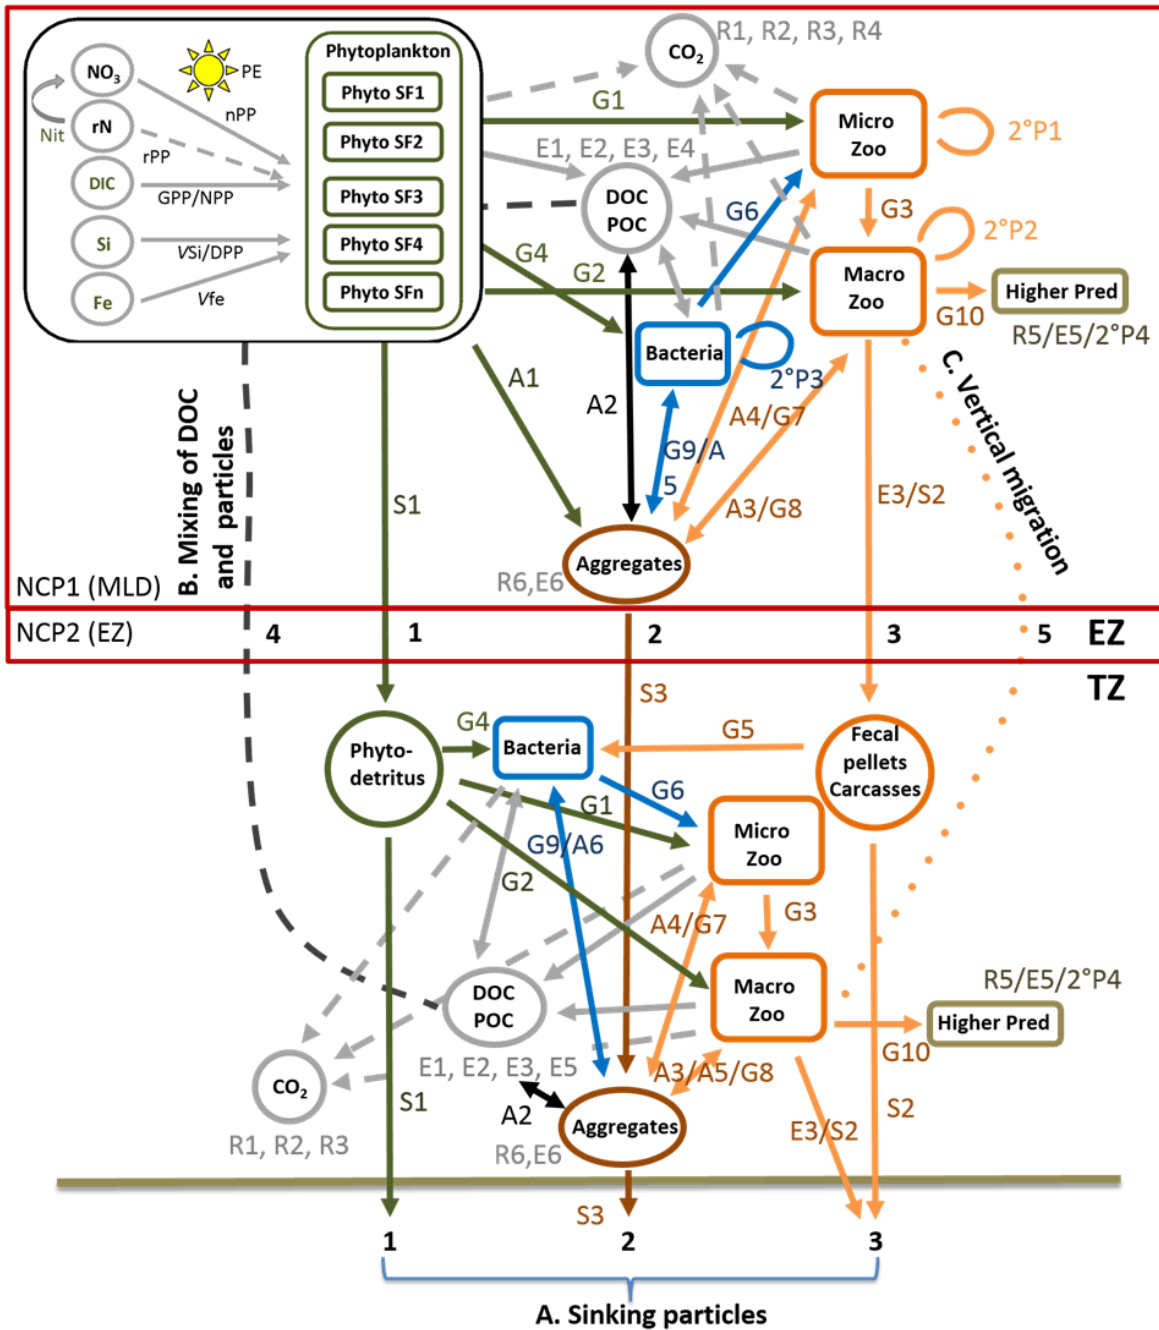 R1, R2, R3, R4
CO2
Phytoplankton
NO3
PE
Phyto SF1
nPP
G1
Micro
Zoo
2°P1
Nit
rN
Phyto SF2
E1, E2, E3, E4
rPP
DIC
GPP/NPP
Phyto SF3
DOC
POC
G6
G3
2°P2
Si
VSi/DPP
Phyto SF4
G4
G2
Macro
Zoo
Higher Pred
G10
R5/E5/2°P4
Fe
Vfe
Phyto SFn
Bacteria
2°P3
A1
A2
A4/G7
G9/A
5
B. Mixing of DOC
and particles
S1
A3/G8
E3/S2
C. Vertical migration
Aggregates
R6,E6
NCP1 (MLD)
NCP2 (EZ)
4
1
2
3
5
EZ
TZ
S3
G4
Bacteria
G5
Phyto-
detritus
Fecal
pellets
Carcasses
G6
G1
Micro
Zoo
G9/A6
G2
A4/G7
G3
R5/E5/2°P4
DOC
POC
Macro
Zoo
Higher Pred
G10
E1, E2, E3, E5
A3/A5/G8
CO2
S1
A2
Aggregates
S2
E3/S2
R1, R2, R3
R6,E6
S3
1
2
3
A. Sinking particles